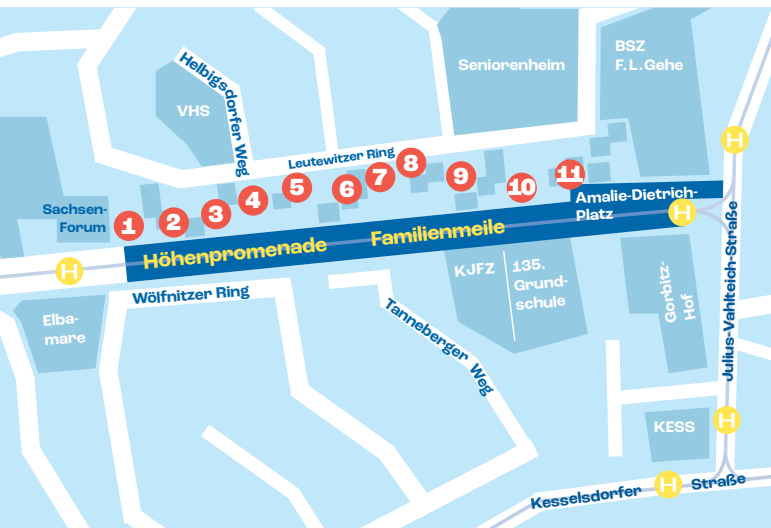 BSZ
F.L.Gehe
Seniorenheim
Helbigsdorfer Weg
VHS
H
Leutewitzer Ring
1
2
3
4
5
6
7
8
9
10
11
Sachsen-
Forum
Amalie-Dietrich-
Platz
H
Höhenpromenade
Familienmeile
H
KJFZ
135.
Grund-
schule
Gorbitz-
Hof
Julius-Vahlteich-Straße
Wölfnitzer Ring
Elba-
mare
Tanneberger Weg
KESS
H
Kesselsdorfer
H
Straße